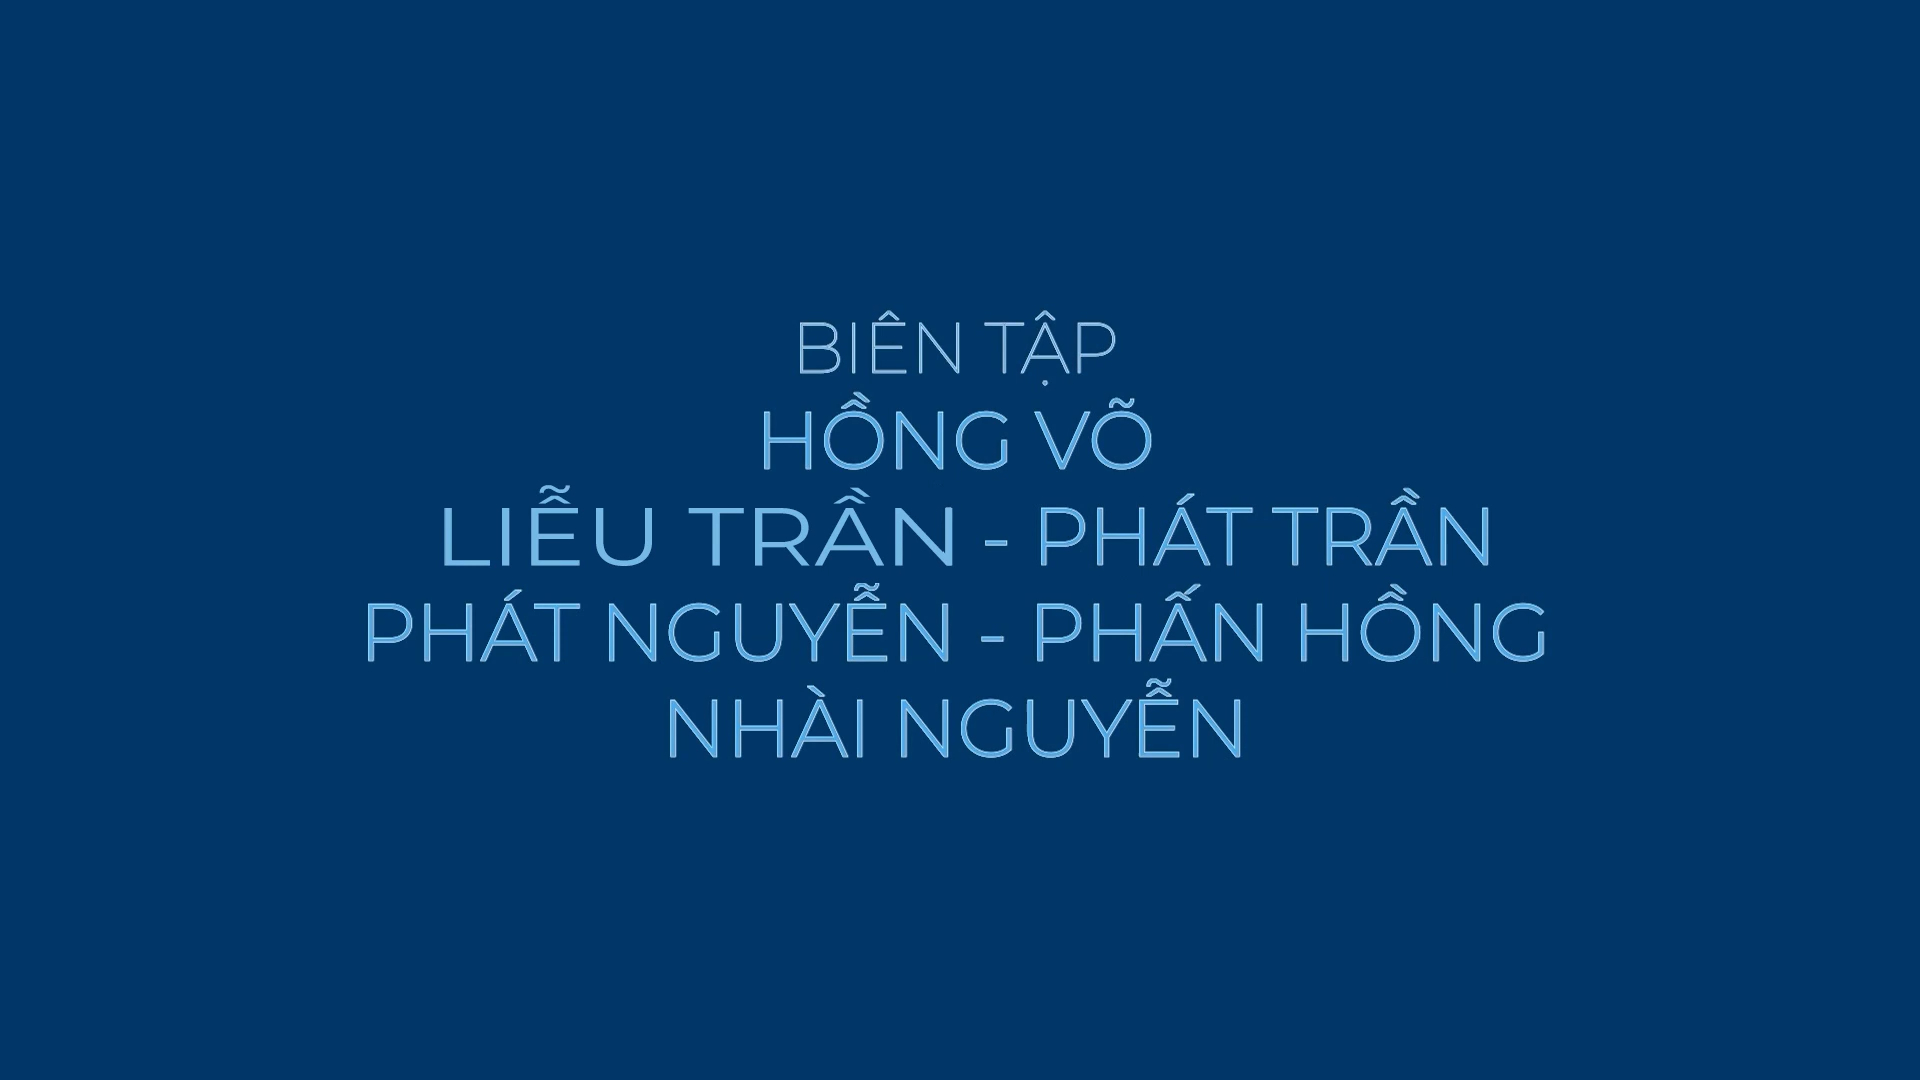 BIÊN TẬP
HỒNG VÕ
LIỄU TRẦN - PHÁT TRẦN
PHÁT NGUYỄN - PHẤN HỒNG
NHÀI NGUYỄN